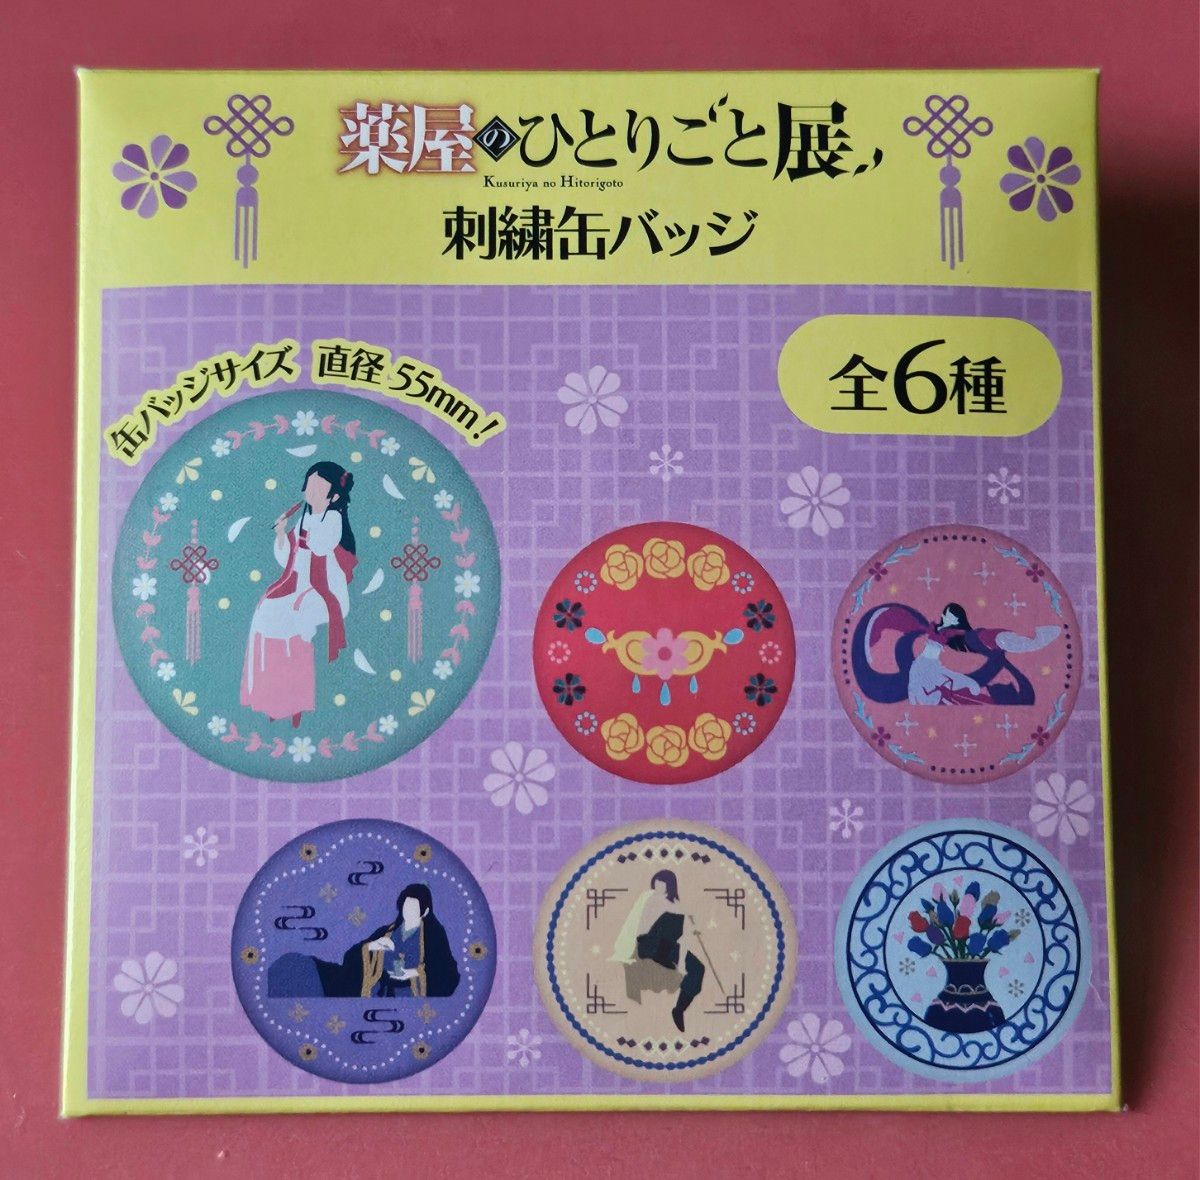 薬屋のひとりごと展
Kusuriya no Hitorigoto
刺繍缶バッジ
缶バッジサイズ 直径55mm!
全6種